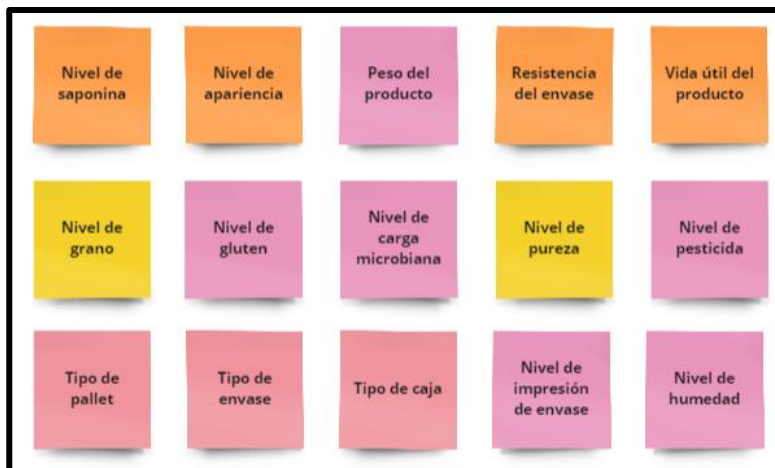 Nivel de
saponina
Nivel de
apariencia
Peso del
producto
Resistencia
del envase
Vida útil del
producto
Nivel de
grano
Nivel de
gluten
Nivel de
carga
microbiana
Nivel de
pureza
Nivel de
pesticida
Tipo de
pallet
Tipo de
envase
Tipo de caja
Nivel de
impresión
de envase
Nivel de
humedad